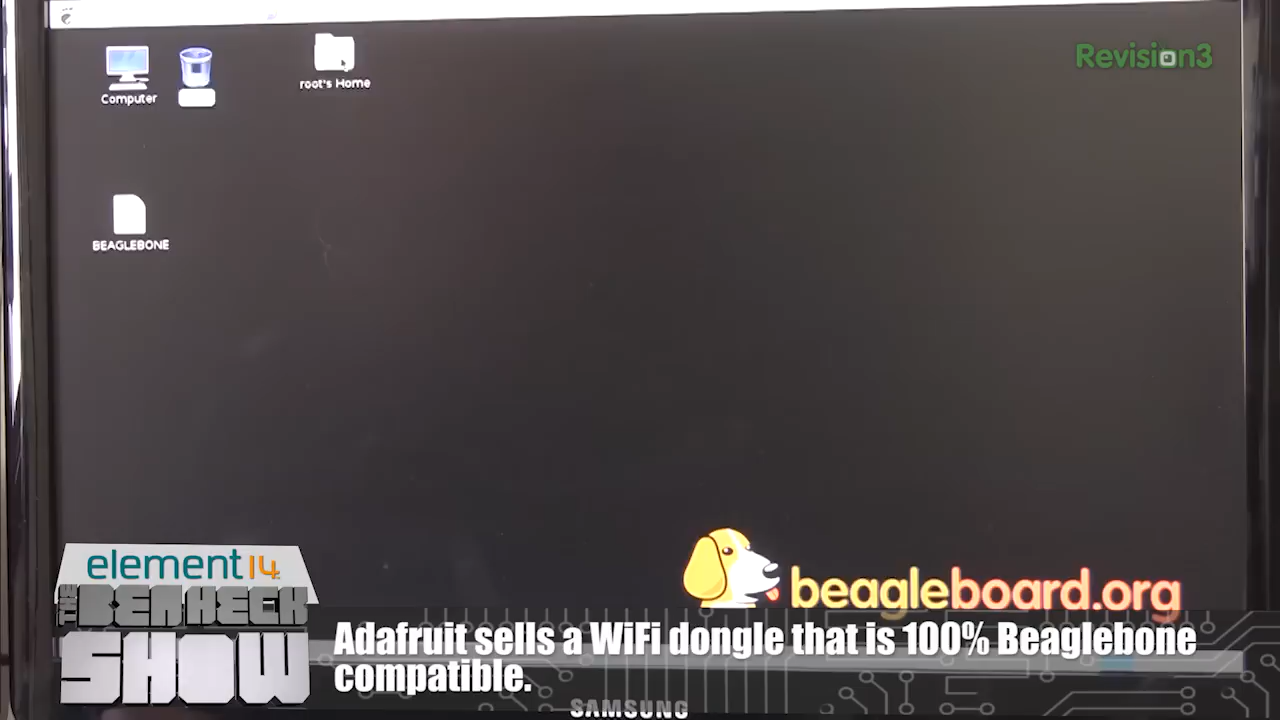 Revision3
root's Home
Computer
BEAGLEBONE
beagleboard.org
element14
THE
BEN HECK
SHOW
Adafruit sells a WiFi dongle that is 100% Beaglebone
compatible.
SAMSUNG